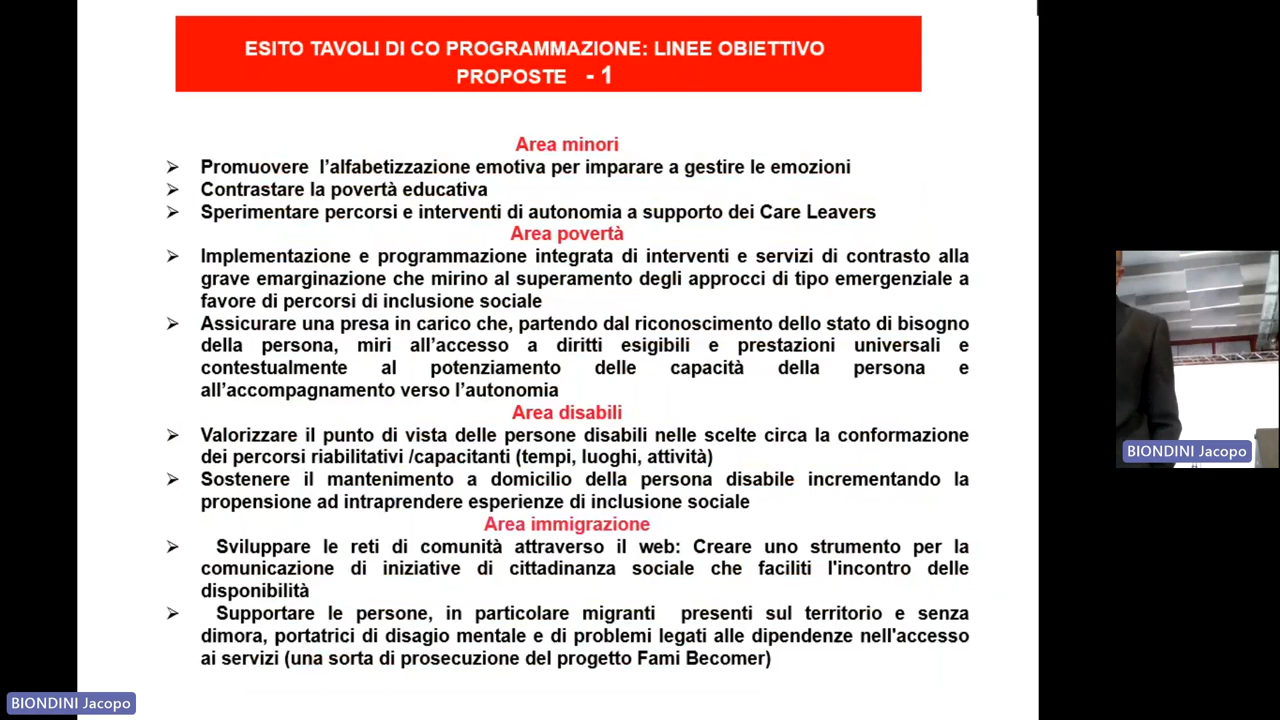 ESITO TAVOLI DI CO PROGRAMMAZIONE: LINEE OBIETTIVO
PROPOSTE - 1
Area minori
➢ Promuovere l’alfabetizzazione emotiva per imparare a gestire le emozioni
➢ Contrastare la povertà educativa
➢ Sperimentare percorsi e interventi di autonomia a supporto dei Care Leavers
Area povertà
➢ Implementazione e programmazione integrata di interventi e servizi di contrasto alla
grave emarginazione che mirino al superamento degli approcci di tipo emergenziale a
favore di percorsi di inclusione sociale
➢ Assicurare una presa in carico che, partendo dal riconoscimento dello stato di bisogno
della persona, miri all’accesso a diritti esigibili e prestazioni universali e
contestualmente al potenziamento delle capacità della persona e
all’accompagnamento verso l’autonomia
Area disabili
➢ Valorizzare il punto di vista delle persone disabili nelle scelte circa la conformazione
dei percorsi riabilitativi /capacitanti (tempi, luoghi, attività)
➢ Sostenere il mantenimento a domicilio della persona disabile incrementando la
propensione ad intraprendere esperienze di inclusione sociale
Area immigrazione
➢ Sviluppare le reti di comunità attraverso il web: Creare uno strumento per la
comunicazione di iniziative di cittadinanza sociale che faciliti l'incontro delle
disponibilità
➢ Supportare le persone, in particolare migranti presenti sul territorio e senza
dimora, portatrici di disagio mentale e di problemi legati alle dipendenze nell'accesso
ai servizi (una sorta di prosecuzione del progetto Fami Becomer)
BIONDINI Jacopo
BIONDINI Jacopo